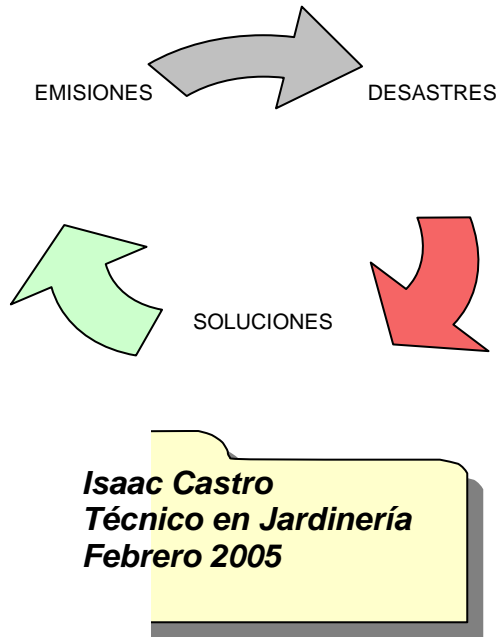 EMISIONES
DESASTRES
SOLUCIONES
Isaac Castro
Técnico en Jardinería
Febrero 2005